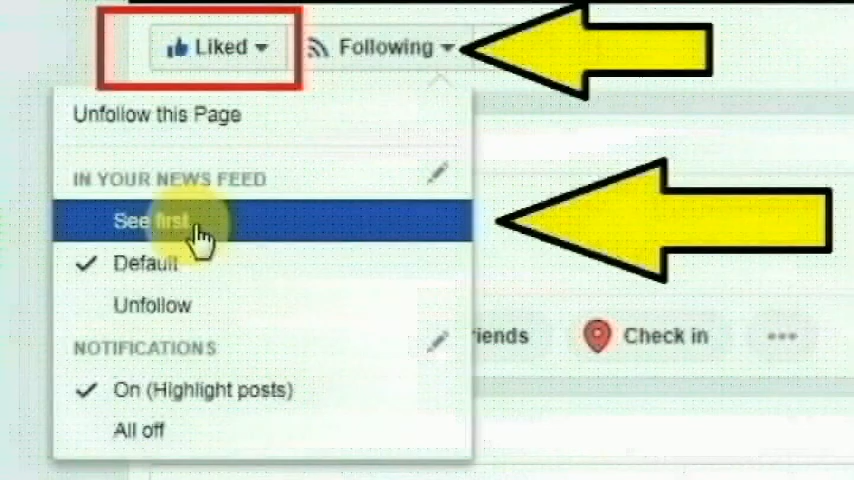 Liked Following
Unfollow this Page
IN YOUR NEWS FEED
See first
Default
Unfollow
riends Check in
NOTIFICATIONS
On (Highlight posts)
All off